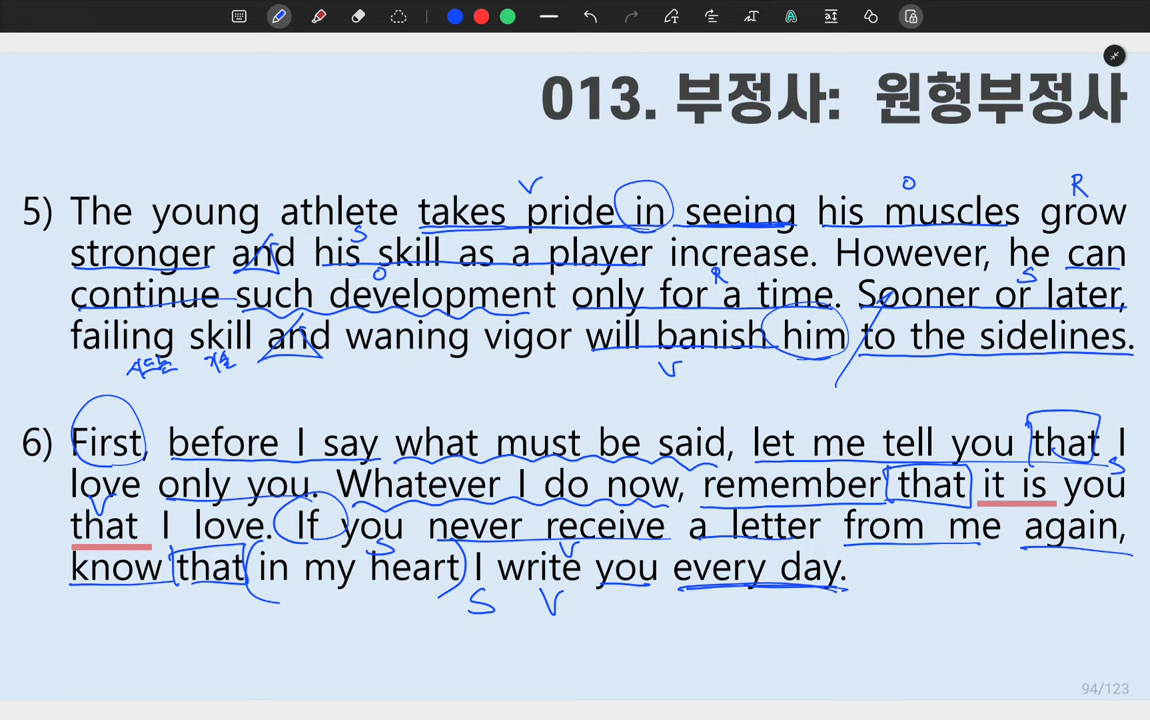 013. 부정사: 원형부정사
V O R
5) The young athlete takes pride in seeing his muscles grow
S
stronger and his skill as a player increase. However, he can
O R S
continue such development only for a time. Sooner or later,
failing skill and waning vigor will banish him to the sidelines.
시드는 기술 V
6) First, before I say what must be said, let me tell you that I
S
love only you. Whatever I do now, remember that it is you
V
that I love. If you never receive a letter from me again,
S V
know that in my heart I write you every day.
S V
94/123